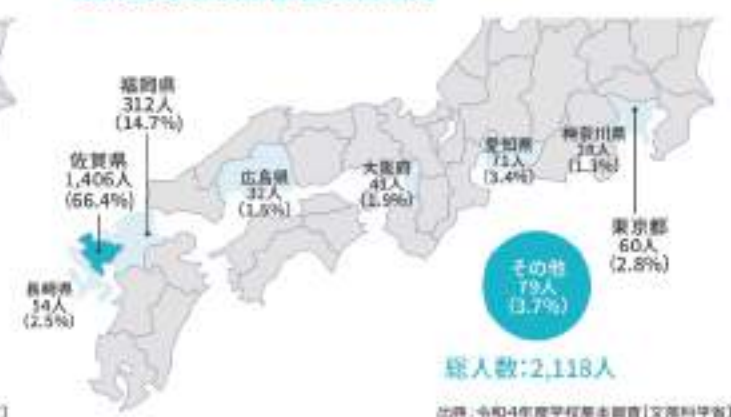 福岡県
312人
(14.7%)
佐賀県
1,406人
(66.4%)
長崎県
54人
(2.5%)
広島県
32人
(1.5%)
大阪府
41人
(1.9%)
愛知県
71人
(3.4%)
神奈川県
28人
(1.3%)
東京都
60人
(2.8%)
その他
79人
(3.7%)
総人数:2,118人